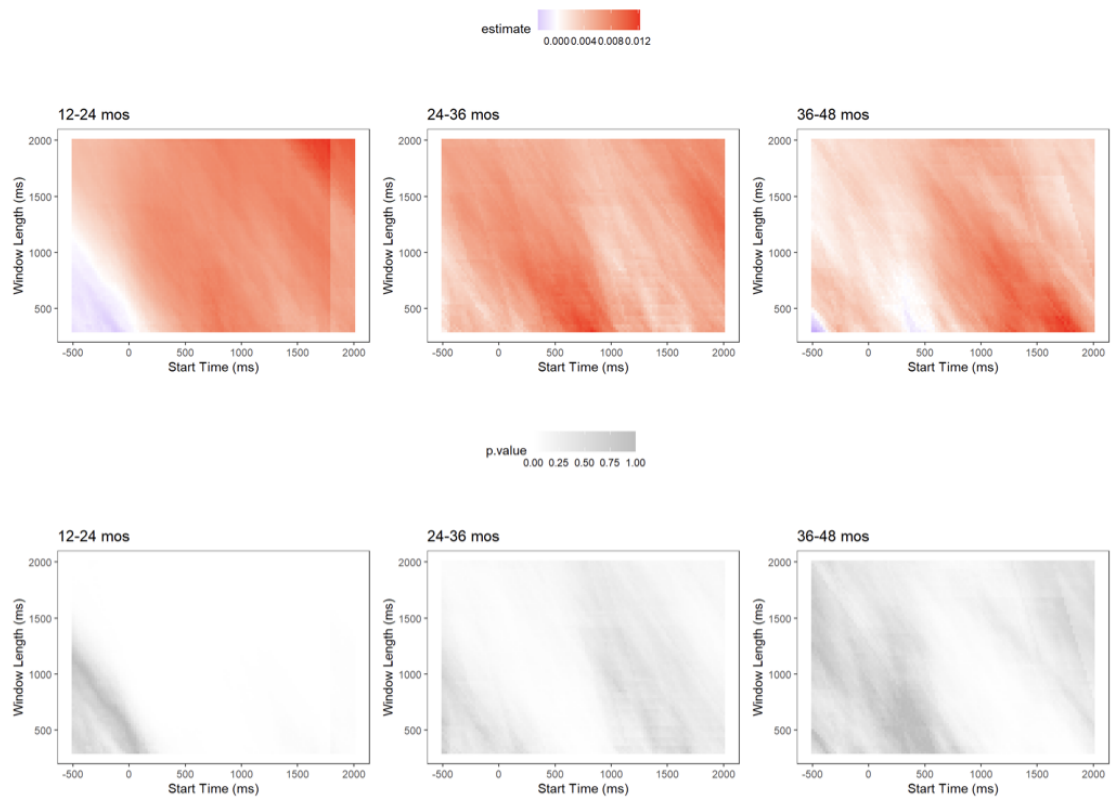 estimate
0.000 0.004 0.008 0.012
12-24 mos
24-36 mos
36-48 mos
2000
1500
1000
500
Window Length (ms)
-500 0 500 1000 1500 2000
Start Time (ms)
2000
1500
1000
500
Window Length (ms)
-500 0 500 1000 1500 2000
Start Time (ms)
2000
1500
1000
500
Window Length (ms)
-500 0 500 1000 1500 2000
Start Time (ms)
p.value
0.00 0.25 0.50 0.75 1.00
12-24 mos
24-36 mos
36-48 mos
2000
1500
1000
500
Window Length (ms)
-500 0 500 1000 1500 2000
Start Time (ms)
2000
1500
1000
500
Window Length (ms)
-500 0 500 1000 1500 2000
Start Time (ms)
2000
1500
1000
500
Window Length (ms)
-500 0 500 1000 1500 2000
Start Time (ms)